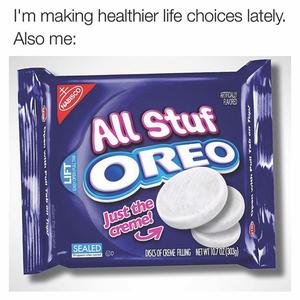 I'm making healthier life choices lately.
Also me:
NABISCO
ARTIFICIALLY
FLAVORED
All Stuf
OREO
LIFT
Just the
creme!
SEALED
DISCS OF CREME FILLING NET WT 10.7 OZ (303g)